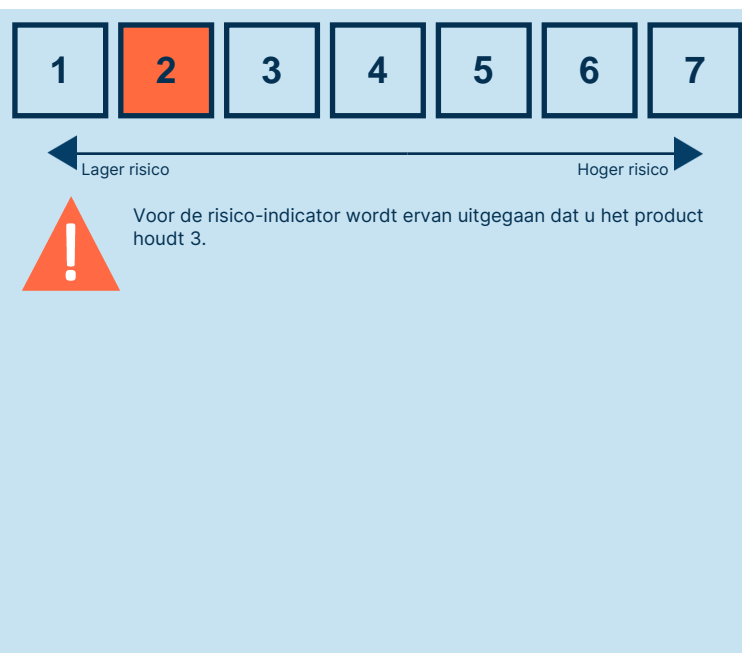 1 2 3 4 5 6 7
Lager risico Hoger risico
!
Voor de risico-indicator wordt ervan uitgegaan dat u het product
houdt 3.